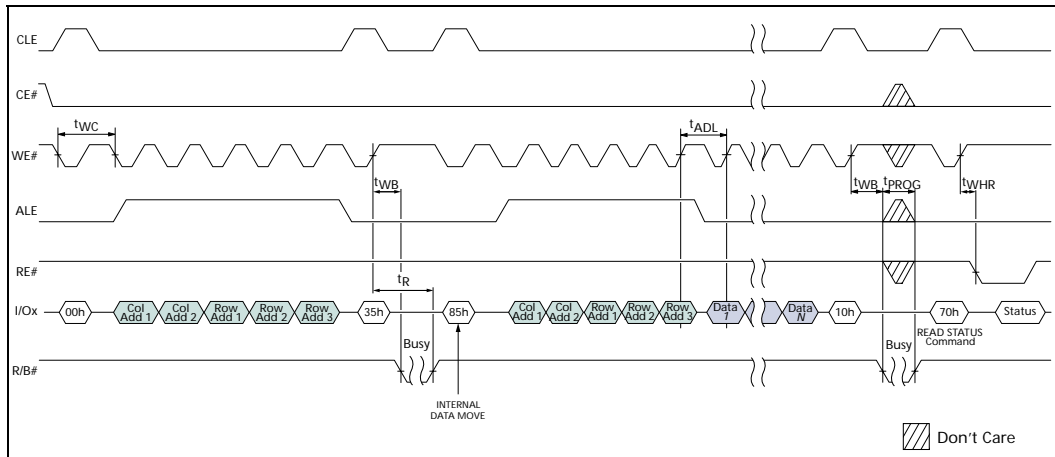 CLE
CE#
tWC
tADL
WE#
tWB
tWB
tPROG
tWHR
ALE
RE#
tR
I/Ox
00h
Col Add 1
Col Add 2
Row Add 1
Row Add 2
Row Add 3
35h
85h
Col Add 1
Col Add 2
Row Add 1
Row Add 2
Row Add 3
Data 1
Data N
10h
70h
Status
READ STATUS
Command
Busy
Busy
R/B#
INTERNAL
DATA MOVE
Don't Care